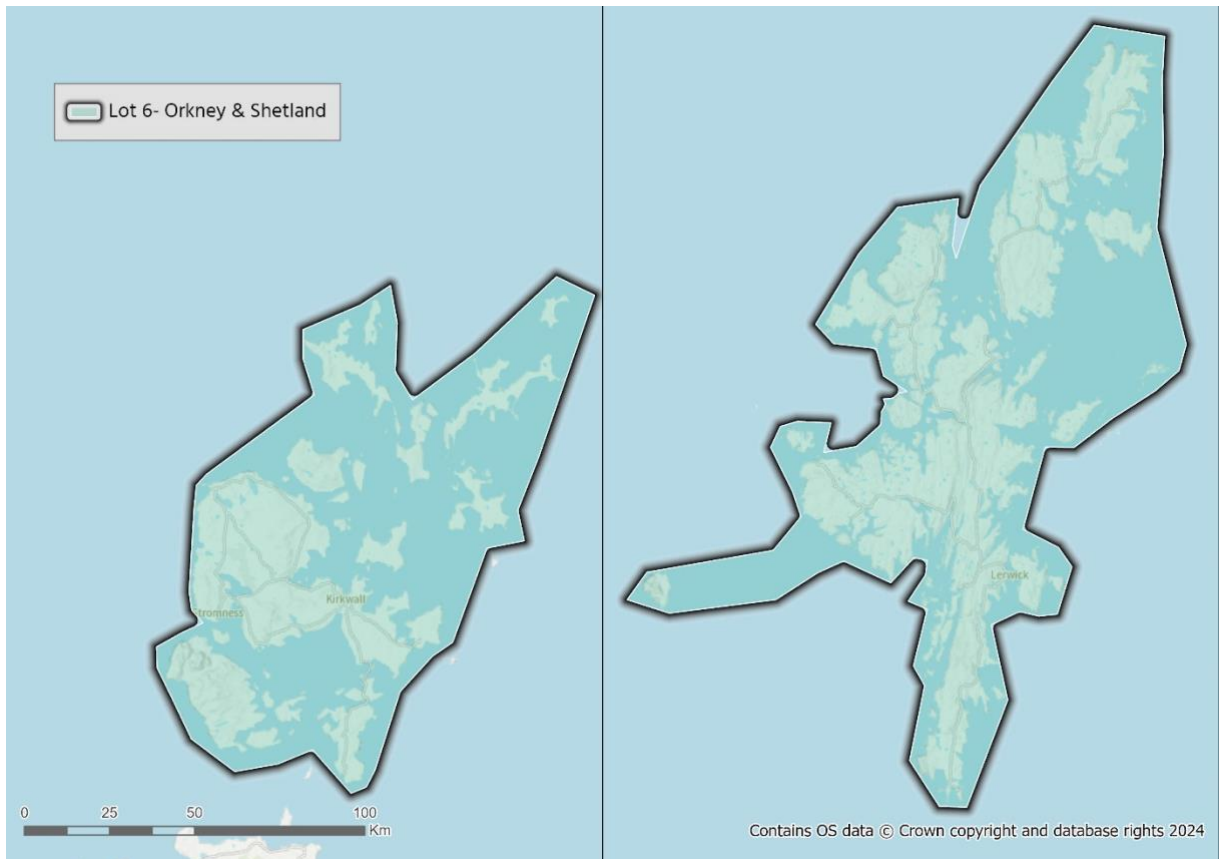 Lot 6- Orkney & Shetland
Kirkwall
Stromness
Lerwick
0 25 50 100
Km
Contains OS data © Crown copyright and database rights 2024